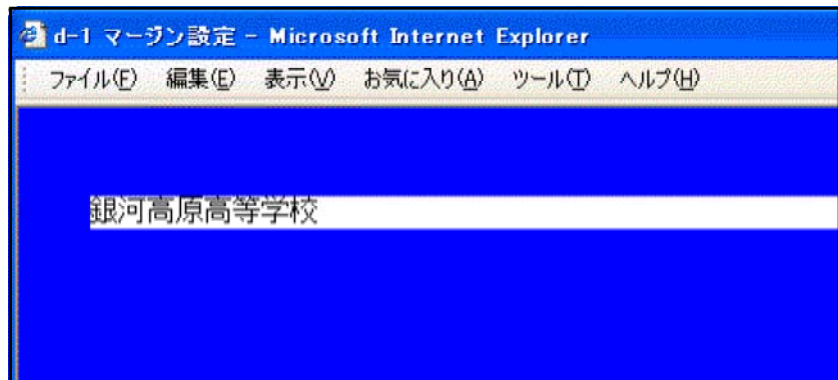 d-1 マージン設定 - Microsoft Internet Explorer
ファイル(F) 編集(E) 表示(V) お気に入り(A) ツール(T) ヘルプ(H)
銀河高原高等学校